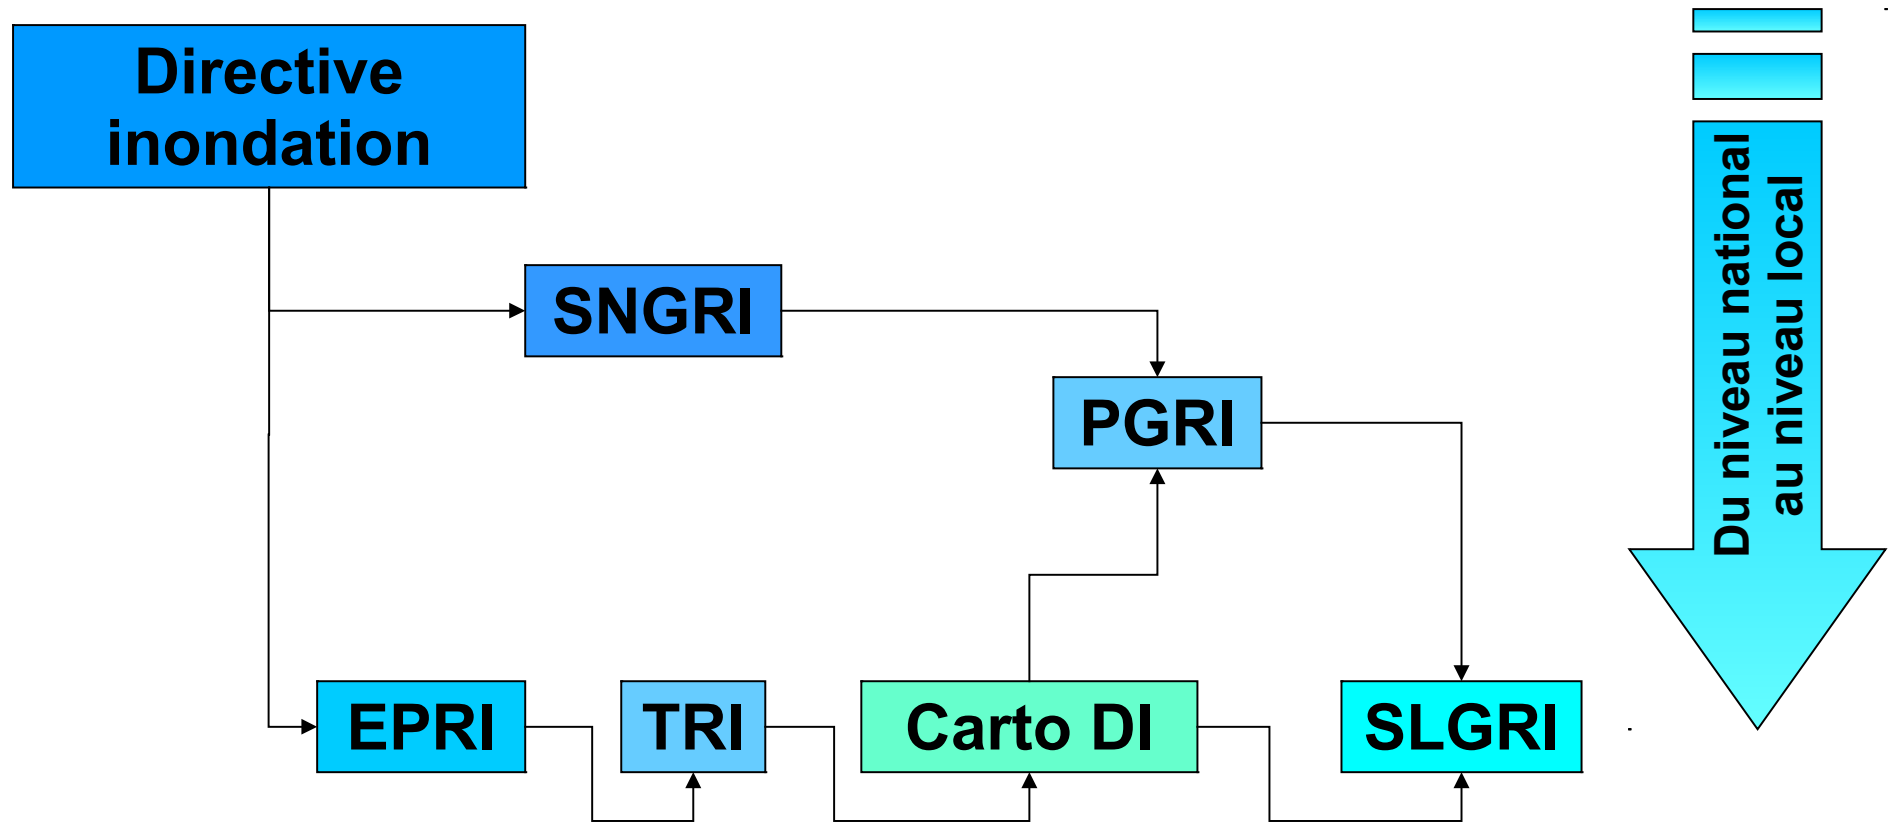 Directive
inondation
SNGRI
PGRI
EPRI
TRI
Carto DI
SLGRI
Du niveau national
au niveau local